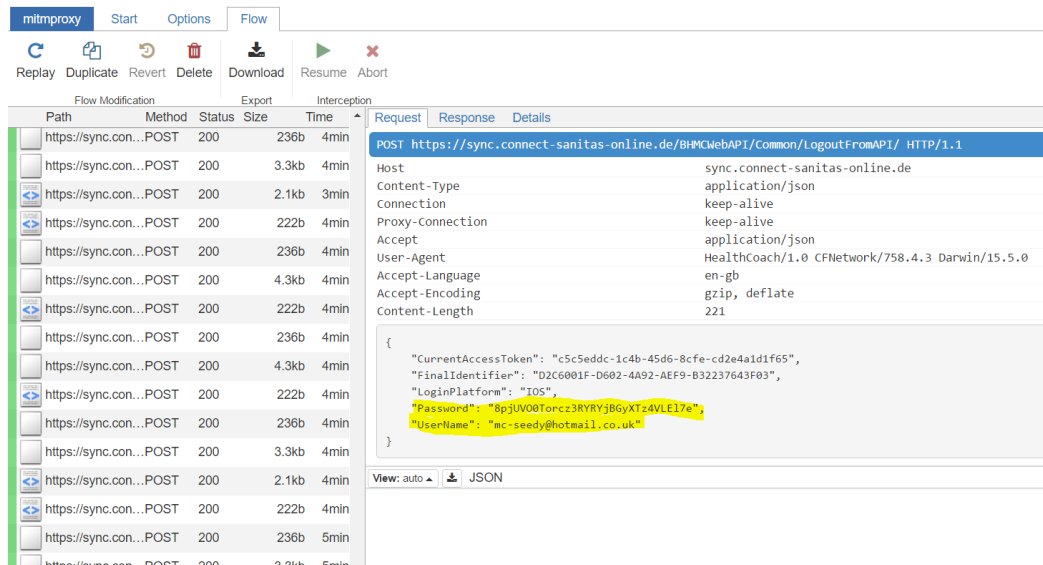 mitmproxy Start Options Flow
Replay Duplicate Revert Delete Download Resume Abort
Flow Modification Export Interception
Path Method Status Size Time
https://sync.con…POST 200 236b 4min
https://sync.con…POST 200 3.3kb 4min
https://sync.con…POST 200 2.1kb 3min
https://sync.con…POST 200 222b 4min
https://sync.con…POST 200 236b 4min
https://sync.con…POST 200 4.3kb 4min
https://sync.con…POST 200 222b 4min
https://sync.con…POST 200 236b 4min
https://sync.con…POST 200 4.3kb 4min
https://sync.con…POST 200 222b 4min
https://sync.con…POST 200 236b 4min
https://sync.con…POST 200 3.3kb 4min
https://sync.con…POST 200 2.1kb 4min
https://sync.con…POST 200 222b 4min
https://sync.con…POST 200 236b 5min
Request Response Details
POST https://sync.connect-sanitas-online.de/BHMCWebAPI/Common/LogoutFromAPI/ HTTP/1.1
Host sync.connect-sanitas-online.de
Content-Type application/json
Connection keep-alive
Proxy-Connection keep-alive
Accept application/json
User-Agent HealthCoach/1.0 CFNetwork/758.4.3 Darwin/15.5.0
Accept-Language en-gb
Accept-Encoding gzip, deflate
Content-Length 221
{
"CurrentAccessToken": "c5c5eddc-1c4b-45d6-8cfe-cd2e4a1d1f65",
"FinalIdentifier": "D2C6001F-D602-4A92-AEF9-B32237643F03",
"LoginPlatform": "IOS",
"Password": "8pjUVO0Torcz3RYRYjBGyXTz4VLEl7e",
"UserName": "mc-seedy@hotmail.co.uk"
}
View: auto JSON